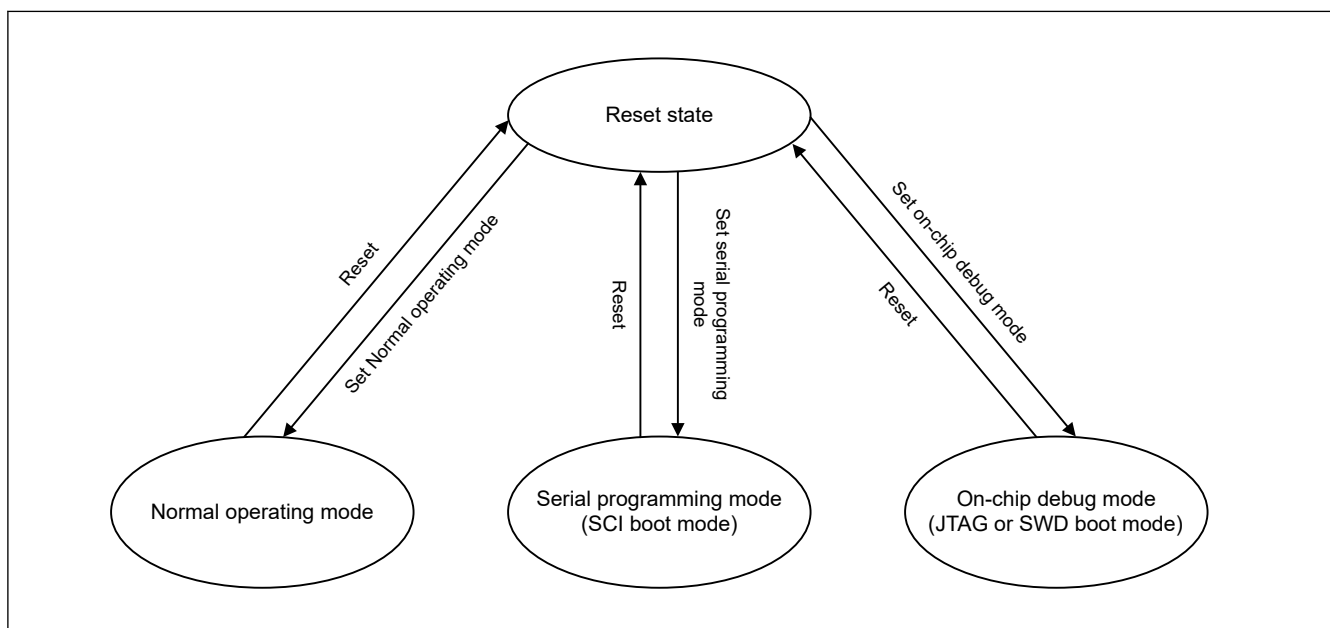 Reset state
Reset
Set Normal operating mode
Reset
Set serial programming
mode
Reset
Set on-chip debug mode
Normal operating mode
Serial programming mode
(SCI boot mode)
On-chip debug mode
(JTAG or SWD boot mode)